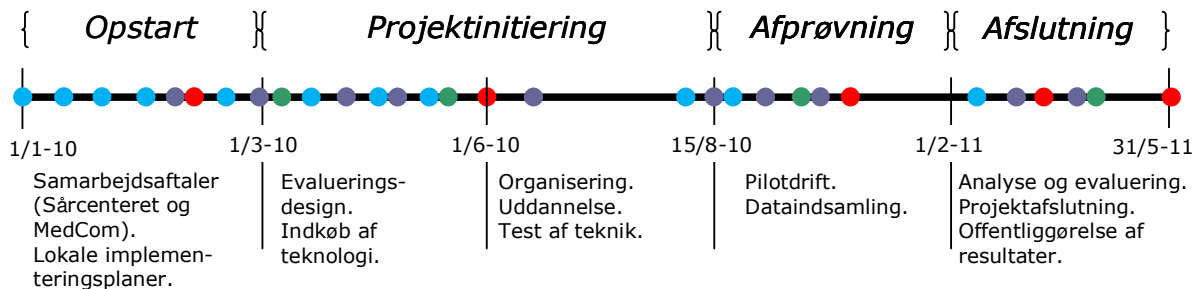 { Opstart }
{ Projektinitiering }
{ Afprøvning }
{ Afslutning }
1/1-10
1/3-10
1/6-10
15/8-10
1/2-11
31/5-11
Samarbejdsaftaler
(Sårcenteret og
MedCom).
Lokale implemen-
teringsplaner.
Evaluerings-
design.
Indkøb af
teknologi.
Organisering.
Uddannelse.
Test af teknik.
Pilotdrift.
Dataindsamling.
Analyse og evaluering.
Projektafslutning.
Offentliggørelse af
resultater.